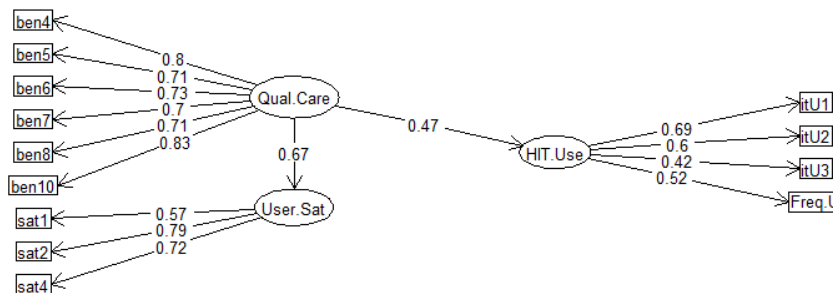 ben4
ben5
ben6
ben7
ben8
ben10
sat1
sat2
sat4
0.8
0.71
0.73
0.7
0.71
0.83
Qual.Care
0.67
User.Sat
0.57
0.79
0.72
0.47
HIT.Use
0.69
0.6
0.42
0.52
itU1
itU2
itU3
Freq.U